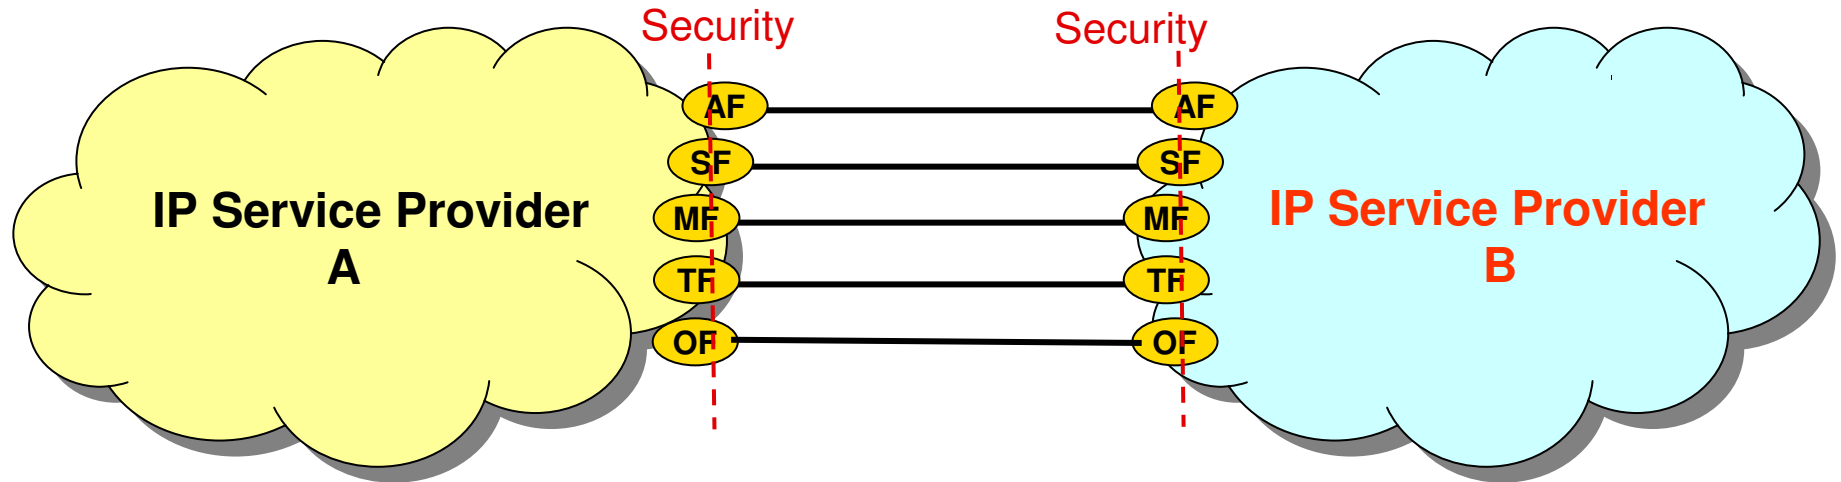 Security
Security
AF
AF
SF
SF
MF
MF
TF
TF
OF
OF
IP Service Provider
A
IP Service Provider
B